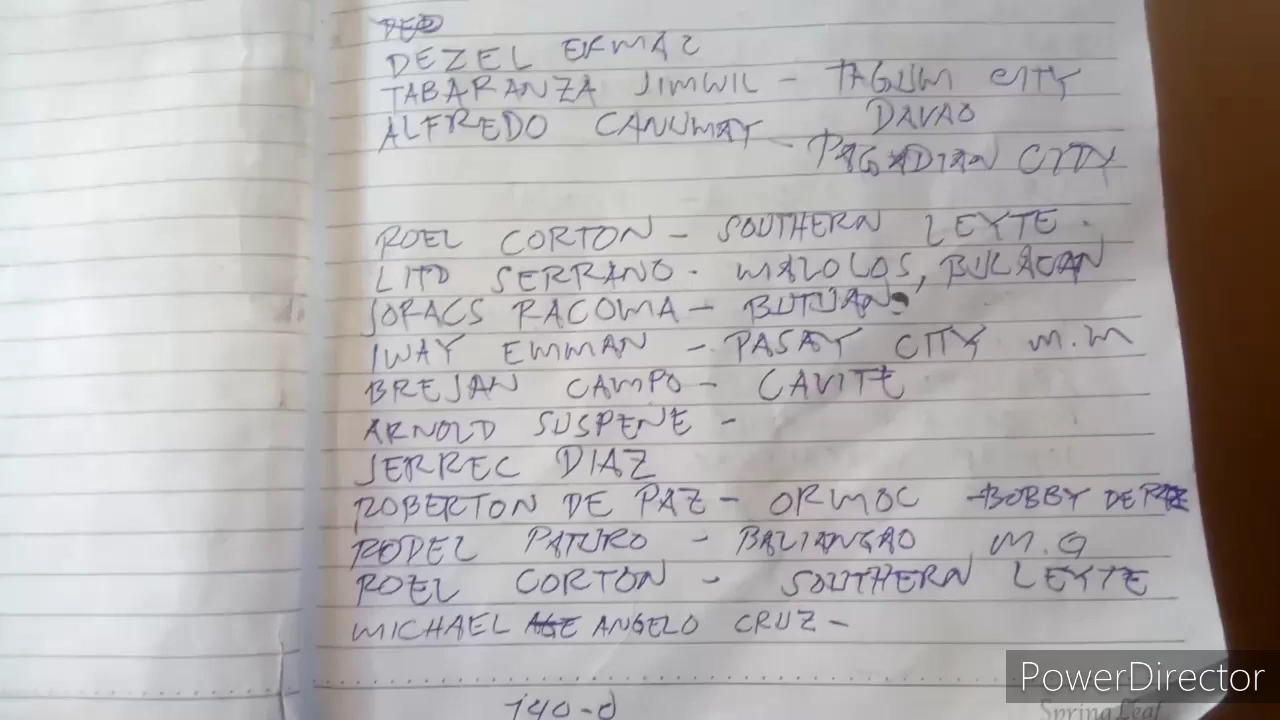 DEZEL ERMAC
TABARANZA JIMWIL - TAGUM CITY
DAVAO
ALFREDO CANUMAY - PAGADIAN CITY
ROEL CORTON - SOUTHERN LEYTE.
LITO SERRANO - MALOLOS, BULACAN
JORACS RACOMA - BUTUAN
IWAY EMMAN - PASAY CITY M.M
BREJAN CAMPO - CAVITE
ARNOLD SUSPENE -
JERREC DIAZ
ROBERTON DE PAZ - ORMOC - BOBBY DE PAZ
RODEL PATURO - BALIANGAO M.O
ROEL CORTON - SOUTHERN LEYTE
MICHAEL ANGELO CRUZ -
140-d
PowerDirector
Spring Leaf